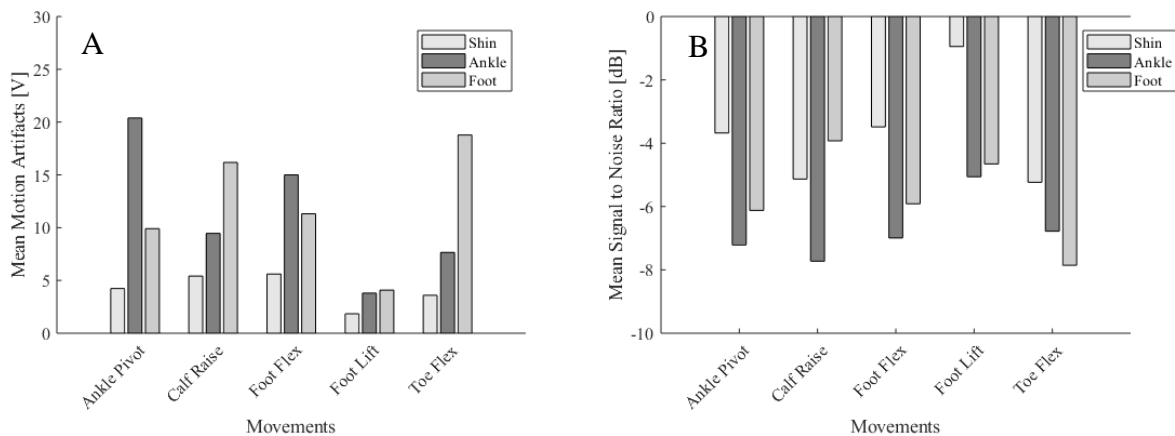 A
Mean Motion Artifacts [V]
30
25
20
15
10
5
0
Shin
Ankle
Foot
Ankle Pivot
Calf Raise
Foot Flex
Foot Lift
Toe Flex
Movements
B
Mean Signal to Noise Ratio [dB]
0
-2
-4
-6
-8
-10
Shin
Ankle
Foot
Ankle Pivot
Calf Raise
Foot Flex
Foot Lift
Toe Flex
Movements